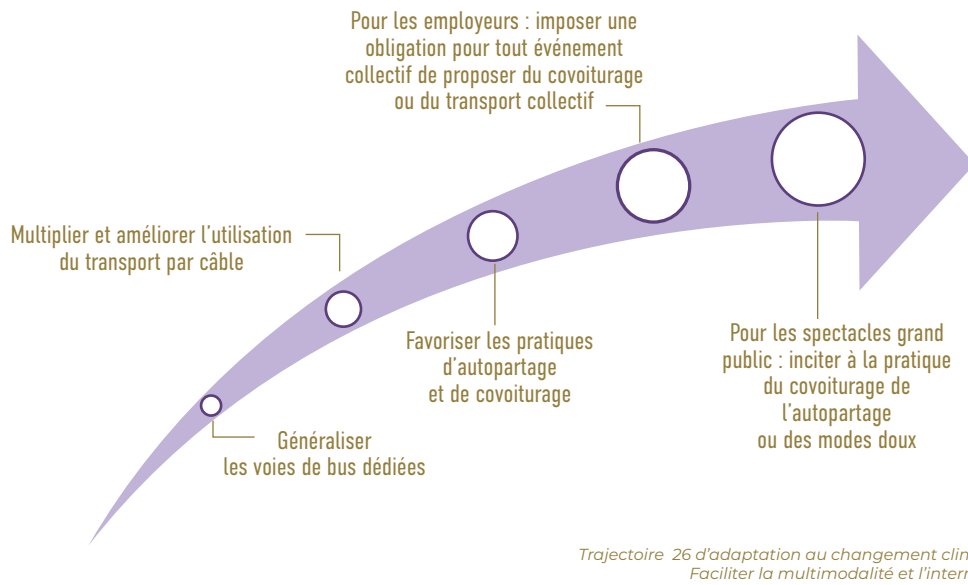 Pour les employeurs : imposer une
obligation pour tout événement
collectif de proposer du covoiturage
ou du transport collectif
Multiplier et améliorer l'utilisation
du transport par câble
Favoriser les pratiques
d'autopartage
et de covoiturage
Pour les spectacles grand
public : inciter à la pratique
du covoiturage de
l'autopartage
ou des modes doux
Généraliser
les voies de bus dédiées
Trajectoire 26 d'adaptation au changement
Faciliter la multimodalité et